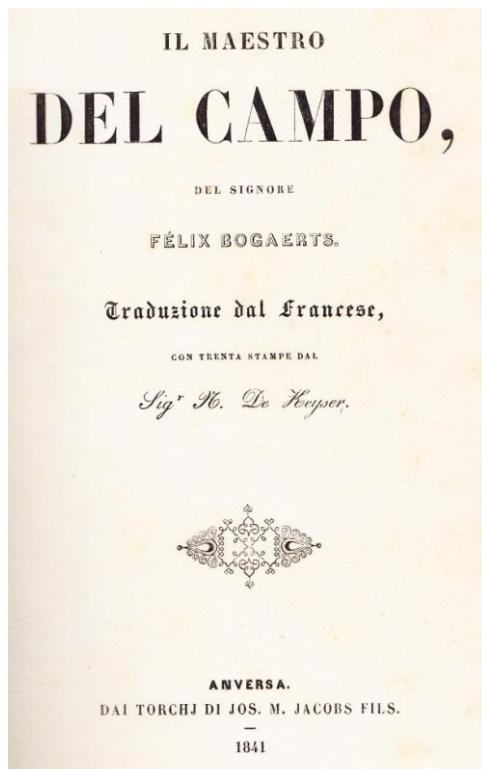 IL MAESTRO
DEL CAMPO,
DEL SIGNORE
FÉLIX BOGAERTS.
Traduzione dal Francese,
CON TRENTA STAMPE DAL
Sigr N. De Keyser.
ANVERSA.
DAI TORCHJ DI JOS. M. JACOBS FILS.
1841